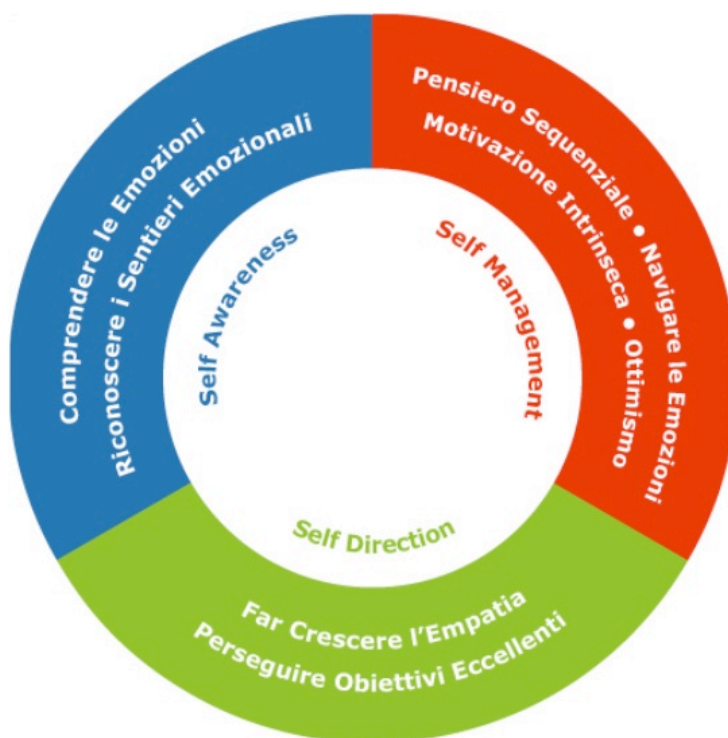 Comprendere le Emozioni
Riconoscere i Sentieri Emozionali
Self Awareness
Pensiero Sequenziale • Navigare le Emozioni
Motivazione Intrinseca • Ottimismo
Self Management
Self Direction
Far Crescere l’Empatia
Perseguire Obiettivi Eccellenti